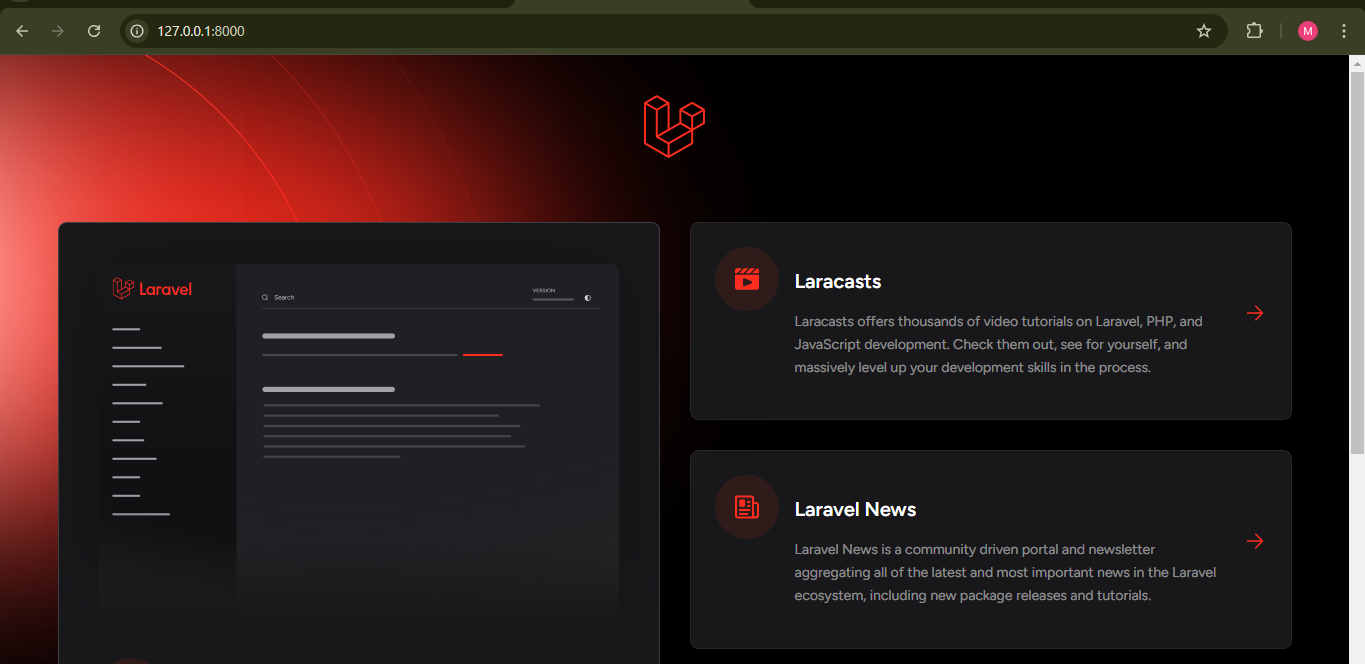 127.0.0.1:8000
M
Laravel
Search
VERSION
Laracasts
Laracasts offers thousands of video tutorials on Laravel, PHP, and
JavaScript development. Check them out, see for yourself, and
massively level up your development skills in the process.
Laravel News
Laravel News is a community driven portal and newsletter
aggregating all of the latest and most important news in the Laravel
ecosystem, including new package releases and tutorials.